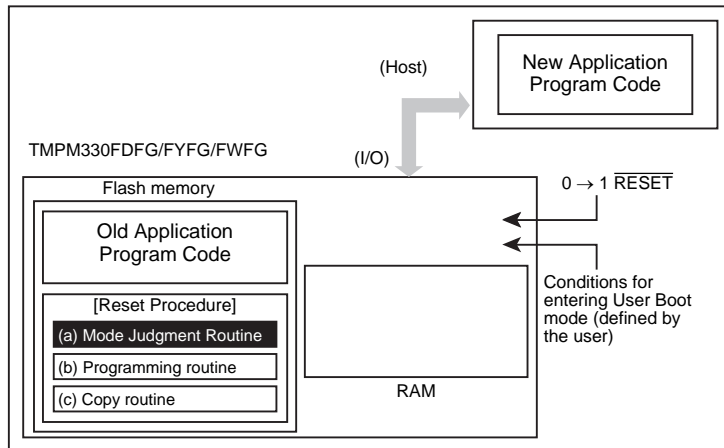 New Application
Program Code
(Host)
TMPM330FDFG/FYFG/FWFG
(I/O)
Flash memory
0 → 1 RESET
Old Application
Program Code
[Reset Procedure]
(a) Mode Judgment Routine
(b) Programming routine
(c) Copy routine
RAM
Conditions for
entering User Boot
mode (defined by
the user)